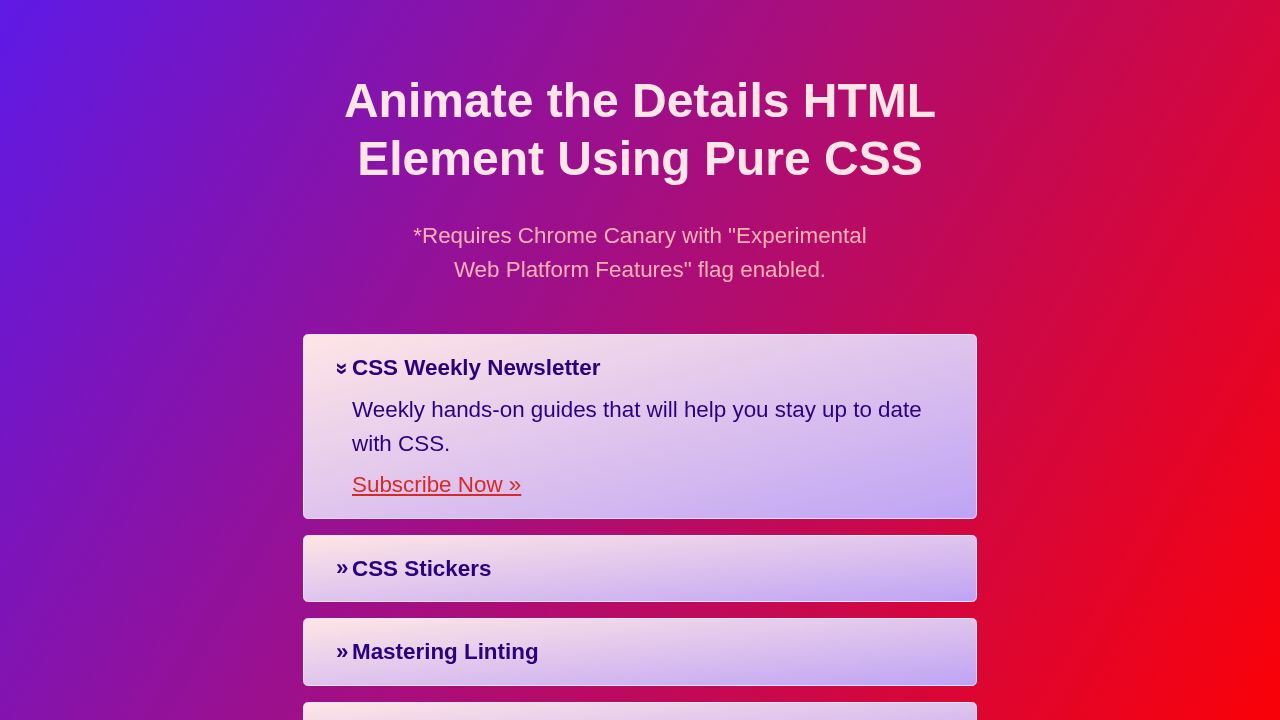 Animate the Details HTML
Element Using Pure CSS
*Requires Chrome Canary with "Experimental
Web Platform Features" flag enabled.
» CSS Weekly Newsletter
Weekly hands-on guides that will help you stay up to date
with CSS.
Subscribe Now »
» CSS Stickers
» Mastering Linting